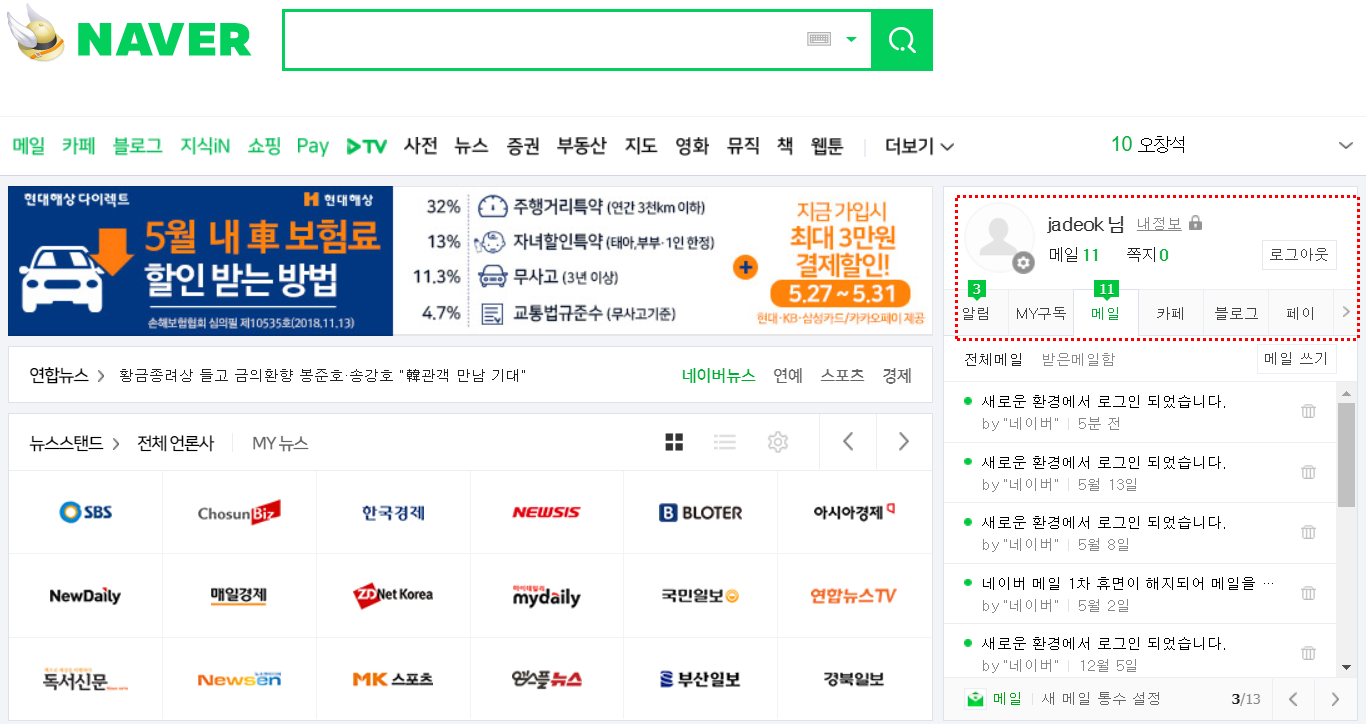 NAVER
메일 카페 블로그 지식iN 쇼핑 Pay TV 사전 뉴스 증권 부동산 지도 영화 뮤직 책 웹툰 더보기
10 오창석
현대해상 다이렉트 현대해상
5월 내 車 보험료
할인 받는 방법
손해보험협회 심의필 제10535호(2018.11.13)
32% 주행거리특약 (연간 3천km 이하)
13% 자녀할인특약 (태아,부부·1인 한정)
11.3% 무사고 (3년 이상)
4.7% 교통법규준수 (무사고기준)
지금 가입시
최대 3만원
결제할인!
5.27 ~ 5.31
현대·KB·삼성카드/카카오페이 제공
jadeok 님 내정보
메일 11 쪽지 0 로그아웃
3 11
알림 MY구독 메일 카페 블로그 페이
전체메일 받은메일함 메일 쓰기
새로운 환경에서 로그인 되었습니다.
by "네이버" 5분 전
새로운 환경에서 로그인 되었습니다.
by "네이버" 5월 13일
새로운 환경에서 로그인 되었습니다.
by "네이버" 5월 8일
네이버 메일 1차 휴면이 해지되어 메일을 ···
by "네이버" 5월 2일
새로운 환경에서 로그인 되었습니다.
by "네이버" 12월 5일
메일 새 메일 통수 설정 3/13
연합뉴스 황금종려상 들고 금의환향 봉준호·송강호 "韓관객 만남 기대" 네이버뉴스 연예 스포츠 경제
뉴스스탠드 전체 언론사 MY 뉴스
SBS Chosun Biz 한국경제 NEWSIS BLOTER 아시아경제
NewDaily 매일경제 ZDNet Korea 마이데일리 mydaily 국민일보 연합뉴스TV
독서신문 Newsen MK 스포츠 엑스플뉴스 부산일보 경북일보